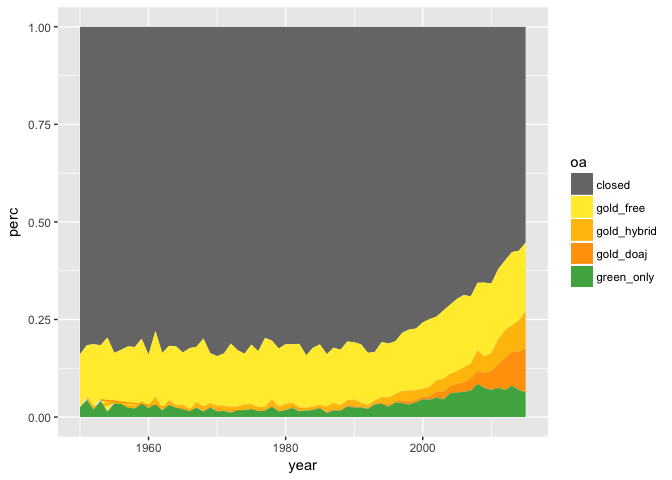 1.00
0.75
0.50
0.25
0.00
perc
1960
1980
2000
year
oa
closed
gold_free
gold_hybrid
gold_doaj
green_only